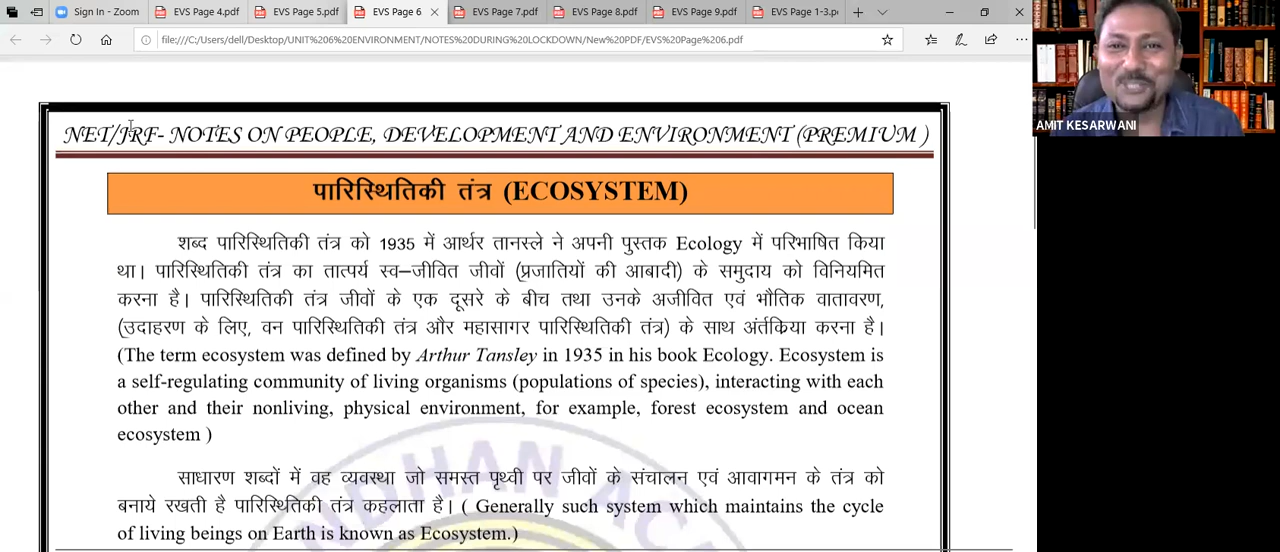 Sign In - Zoom
EVS Page 4.pdf
EVS Page 5.pdf
EVS Page 6
EVS Page 7.pdf
EVS Page 8.pdf
EVS Page 9.pdf
EVS Page 1-3.p
file:///C:/Users/dell/Desktop/UNIT%206%20ENVIRONMENT/NOTES%20DURING%20LOCKDOWN/New%20PDF/EVS%20Page%206.pdf
AMIT KESARWANI
NET/JRF- NOTES ON PEOPLE, DEVELOPMENT AND ENVIRONMENT (PREMIUM )
पारिस्थितिकी तंत्र (ECOSYSTEM)
शब्द पारिस्थितिकी तंत्र को 1935 में आर्थर तानस्ले ने अपनी पुस्तक Ecology में परिभाषित किया
था। पारिस्थितिकी तंत्र का तात्पर्य स्व–जीवित जीवों (प्रजातियों की आबादी) के समुदाय को विनियमित
करना है। पारिस्थितिकी तंत्र जीवों के एक दूसरे के बीच तथा उनके अजीवित एवं भौतिक वातावरण,
(उदाहरण के लिए, वन पारिस्थितिकी तंत्र और महासागर पारिस्थितिकी तंत्र) के साथ अंर्तक्रिया करना है।
(The term ecosystem was defined by Arthur Tansley in 1935 in his book Ecology. Ecosystem is
a self-regulating community of living organisms (populations of species), interacting with each
other and their nonliving, physical environment, for example, forest ecosystem and ocean
ecosystem )
साधारण शब्दों में वह व्यवस्था जो समस्त पृथ्वी पर जीवों के संचालन एवं आवागमन के तंत्र को
बनाये रखती है पारिस्थितिकी तंत्र कहलाता है। ( Generally such system which maintains the cycle
of living beings on Earth is known as Ecosystem.)